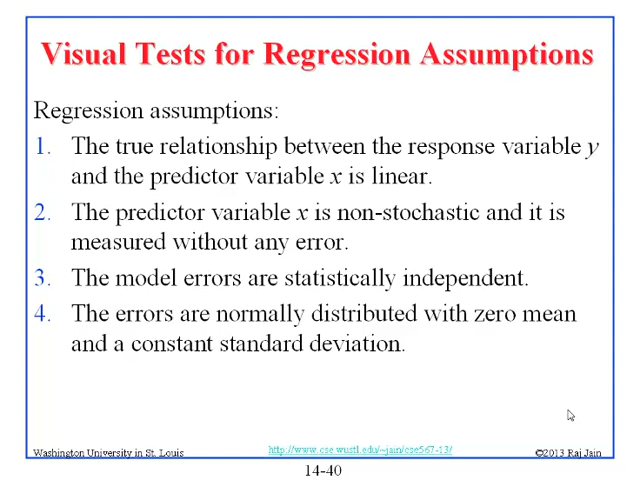 Visual Tests for Regression Assumptions
Regression assumptions:
1. The true relationship between the response variable y
and the predictor variable x is linear.
2. The predictor variable x is non-stochastic and it is
measured without any error.
3. The model errors are statistically independent.
4. The errors are normally distributed with zero mean
and a constant standard deviation.
Washington University in St. Louis
http://www.cse.wustl.edu/~jain/cse567-13/
©2013 Raj Jain
14-40